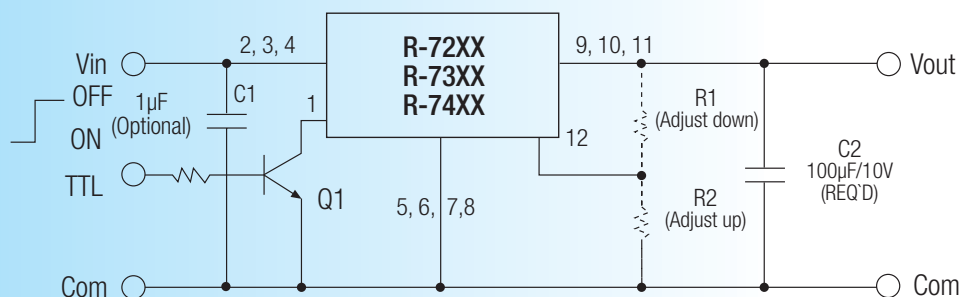 R-72XX
R-73XX
R-74XX
2, 3, 4
9, 10, 11
Vin
Vout
OFF
ON
1µF
(Optional)
C1
1
12
R1
(Adjust down)
C2
100µF/10V
(REQ`D)
TTL
Q1
5, 6, 7,8
R2
(Adjust up)
Com
Com